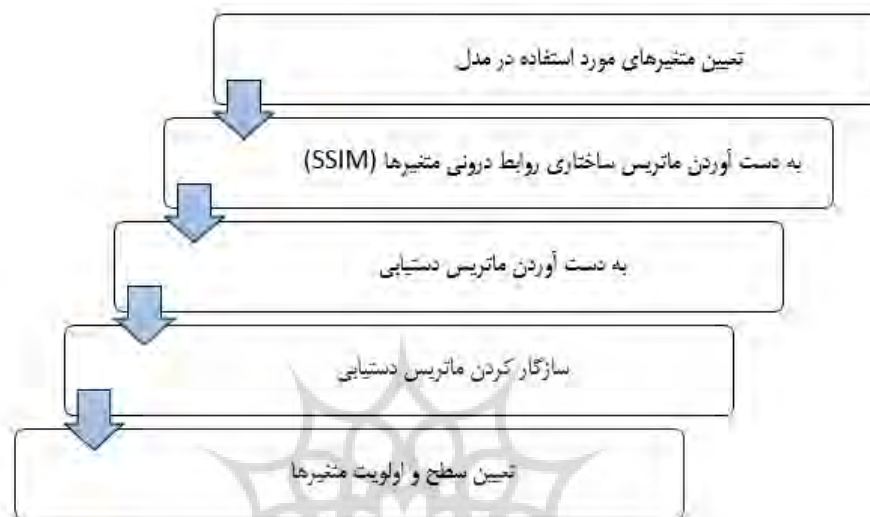 تعیین متغیرهای مورد استفاده در مدل
به دست آوردن ماتریس ساختاری روابط درونی متغیرها (SSIM)
به دست آوردن ماتریس دستیابی
سازگار کردن ماتریس دستیابی
تعیین سطح و اولویت متغیرها